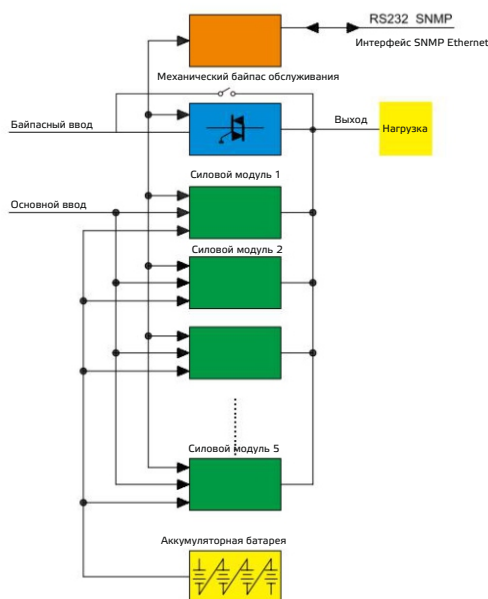 RS232 SNMP
Интерфейс SNMP Ethernet
Механический байпас обслуживания
Байпасный ввод
Выход
Нагрузка
Силовой модуль 1
Основной ввод
Силовой модуль 2
Силовой модуль 5
Аккумуляторная батарея